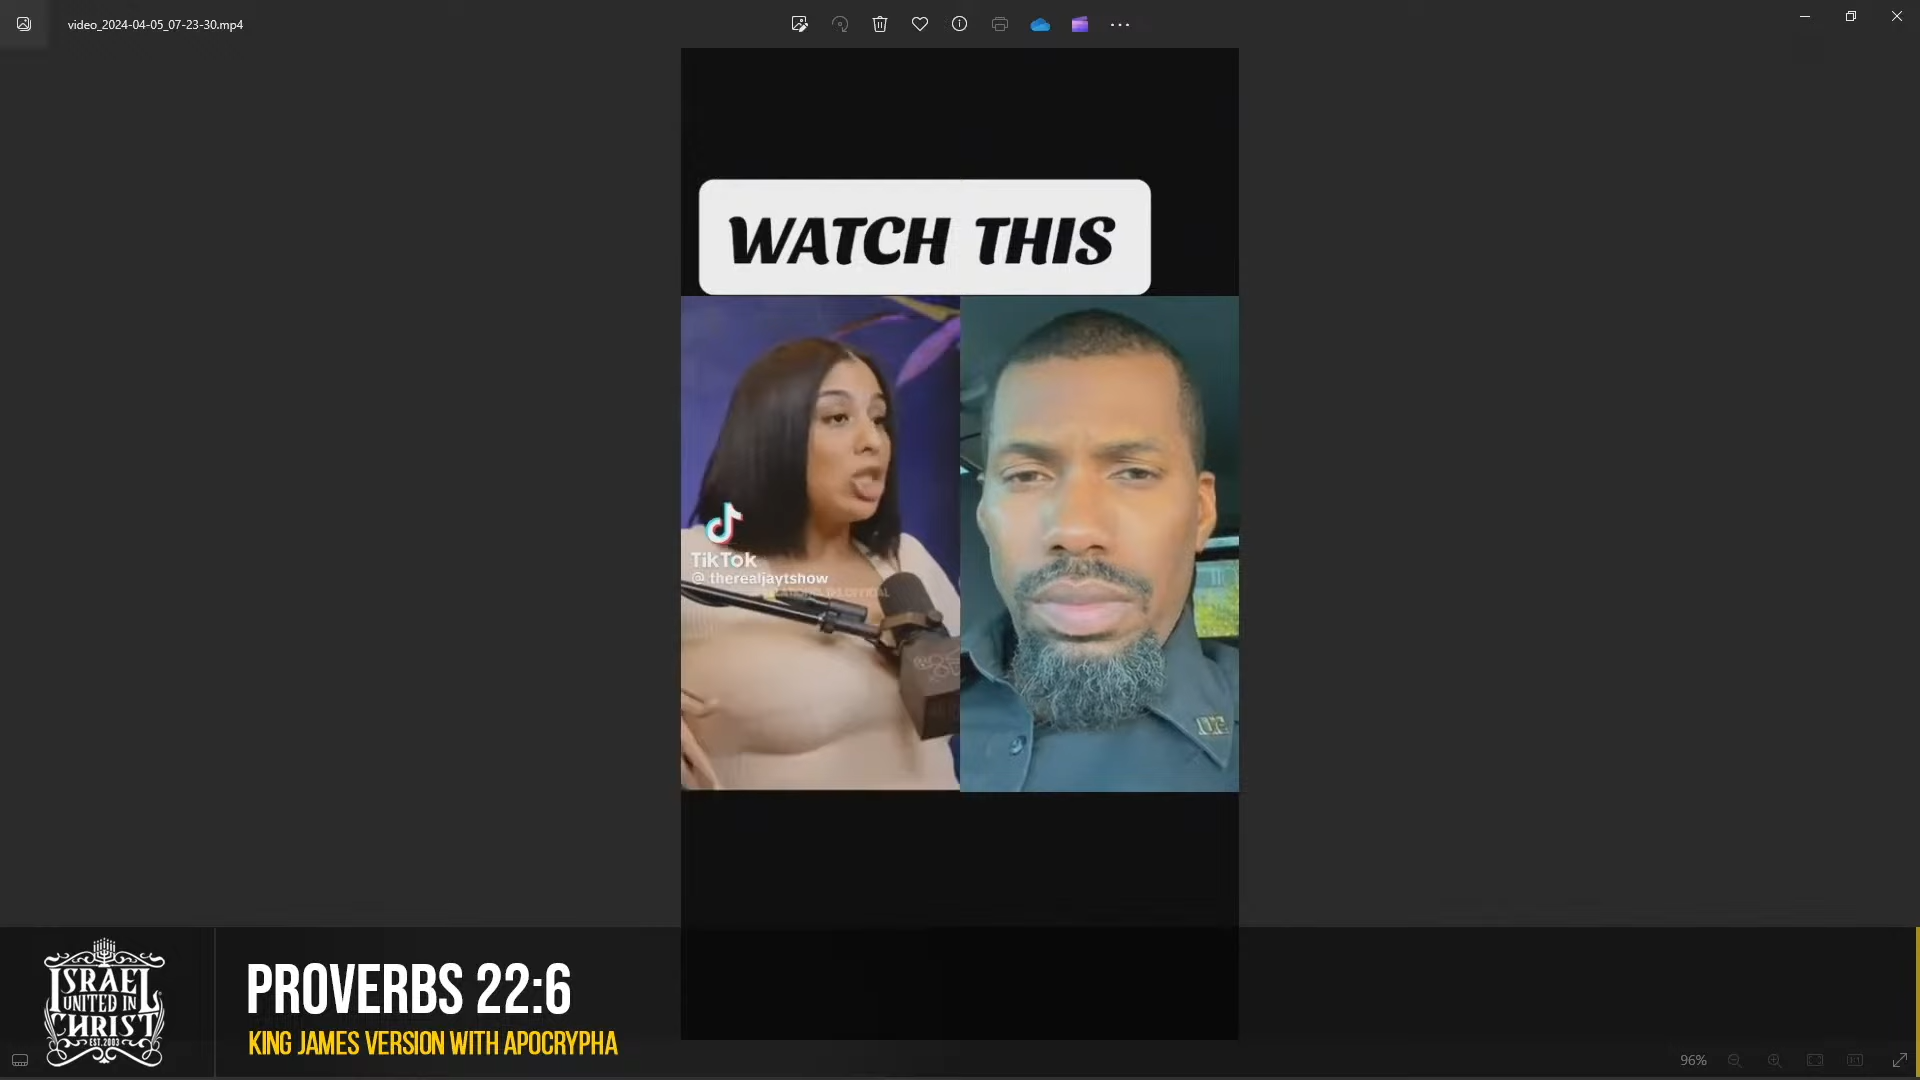 video_2024-04-05_07-23-30.mp4
WATCH THIS
TikTok
@ therealjaytshow
ISRAEL
UNITED IN
CHRIST
EST. 2003
PROVERBS 22:6
KING JAMES VERSION WITH APOCRYPHA
96%